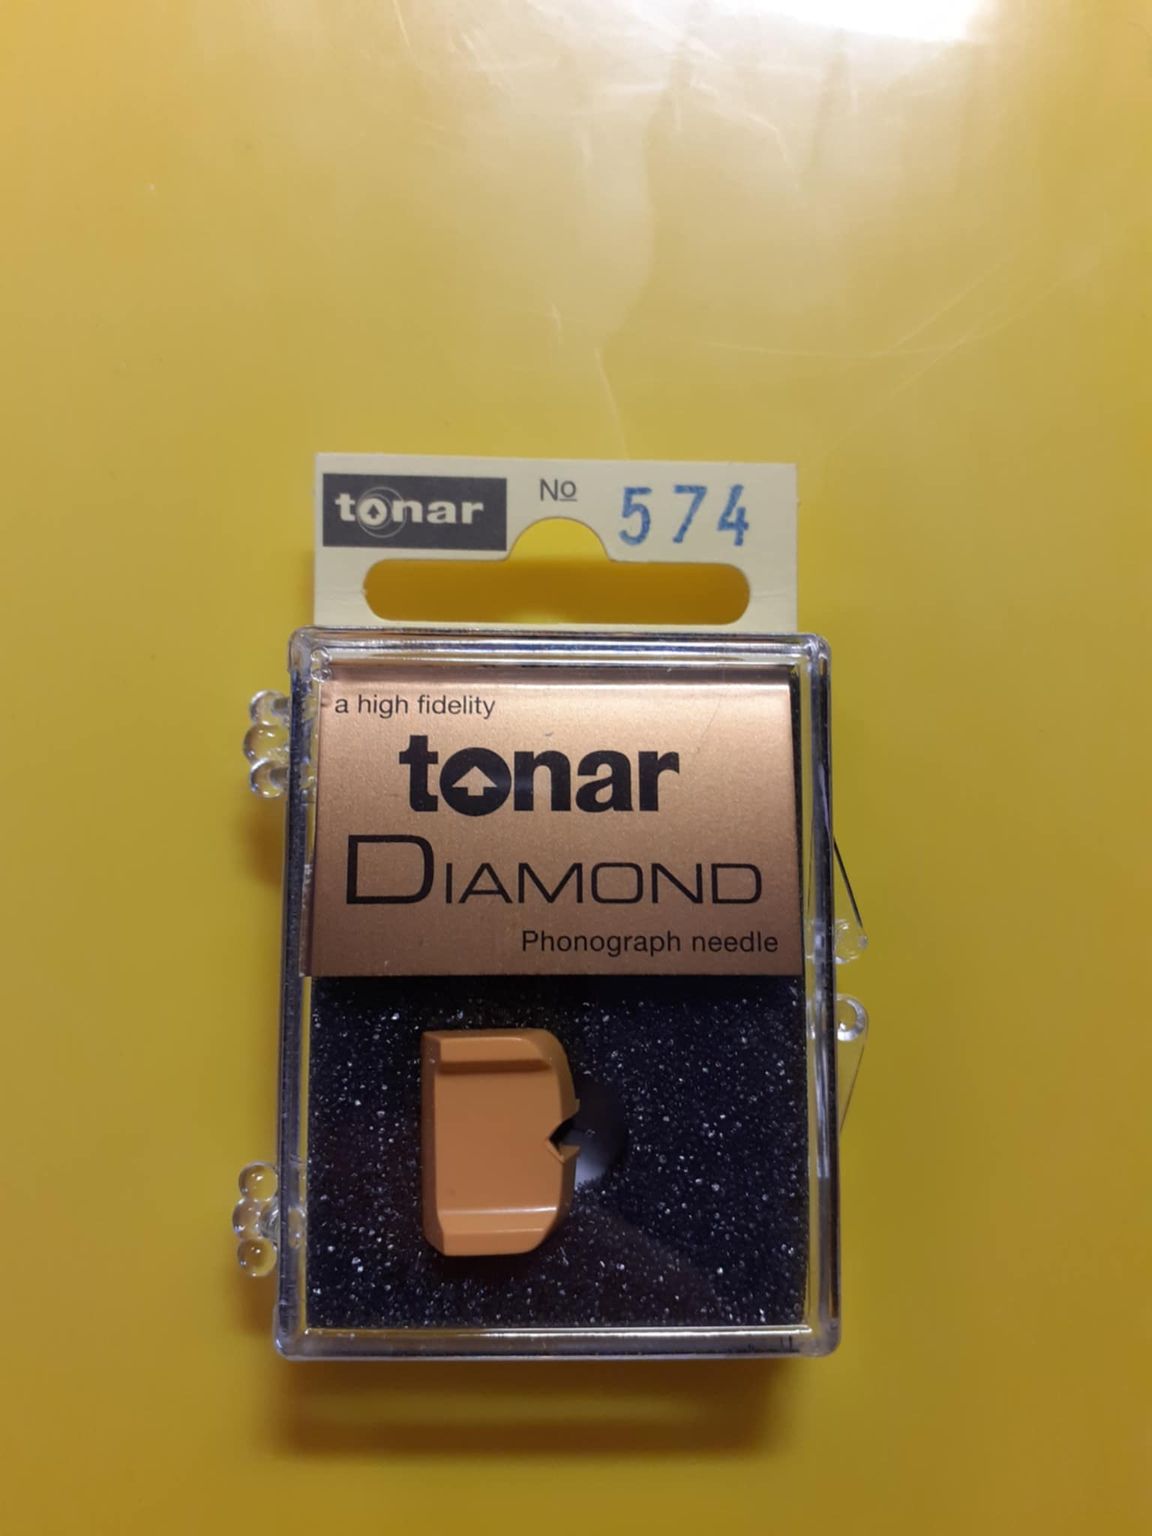 tonar Nº 574
a high fidelity
tonar
DIAMOND
Phonograph needle